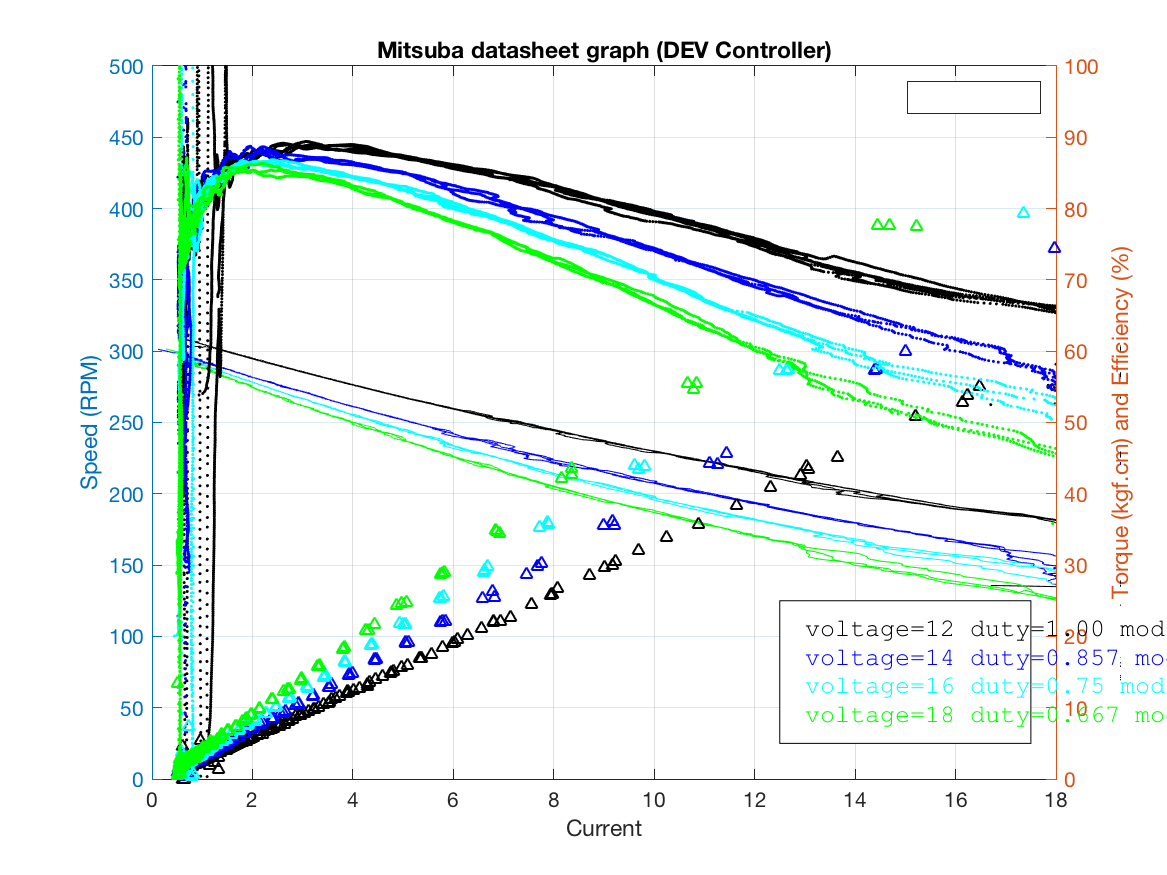 Mitsuba datasheet graph (DEV Controller)
500
450
400
350
300
250
200
150
100
50
0
Speed (RPM)
100
90
80
70
60
50
40
30
20
10
0
Torque (kgf.cm) and Efficiency (%)
0 2 4 6 8 10 12 14 16 18
Current
voltage=12 duty=1.00 mod
voltage=14 duty=0.857 mo
voltage=16 duty=0.75 mod
voltage=18 duty=0.667 mo